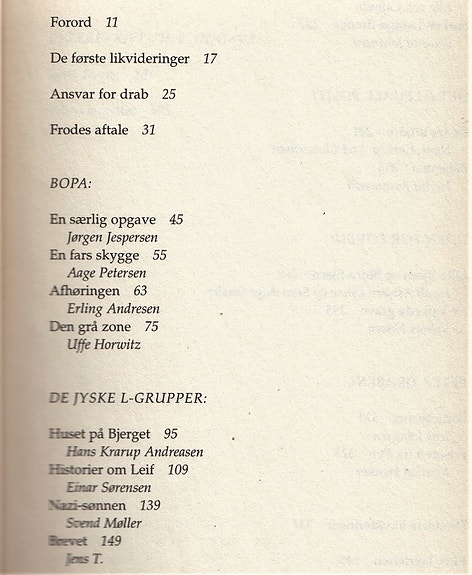 Forord 11
De første likvideringer 17
Ansvar for drab 25
Frodes aftale 31
BOPA:
En særlig opgave 45
Jørgen Jespersen
En fars skygge 55
Aage Petersen
Afhøringen 63
Erling Andresen
Den grå zone 75
Uffe Horwitz
DE JYSKE L-GRUPPER:
Huset på Bjerget 95
Hans Krarup Andreasen
Historier om Leif 109
Einar Sørensen
Nazi-sønnen 139
Svend Møller
Brevet 149
Jens T.